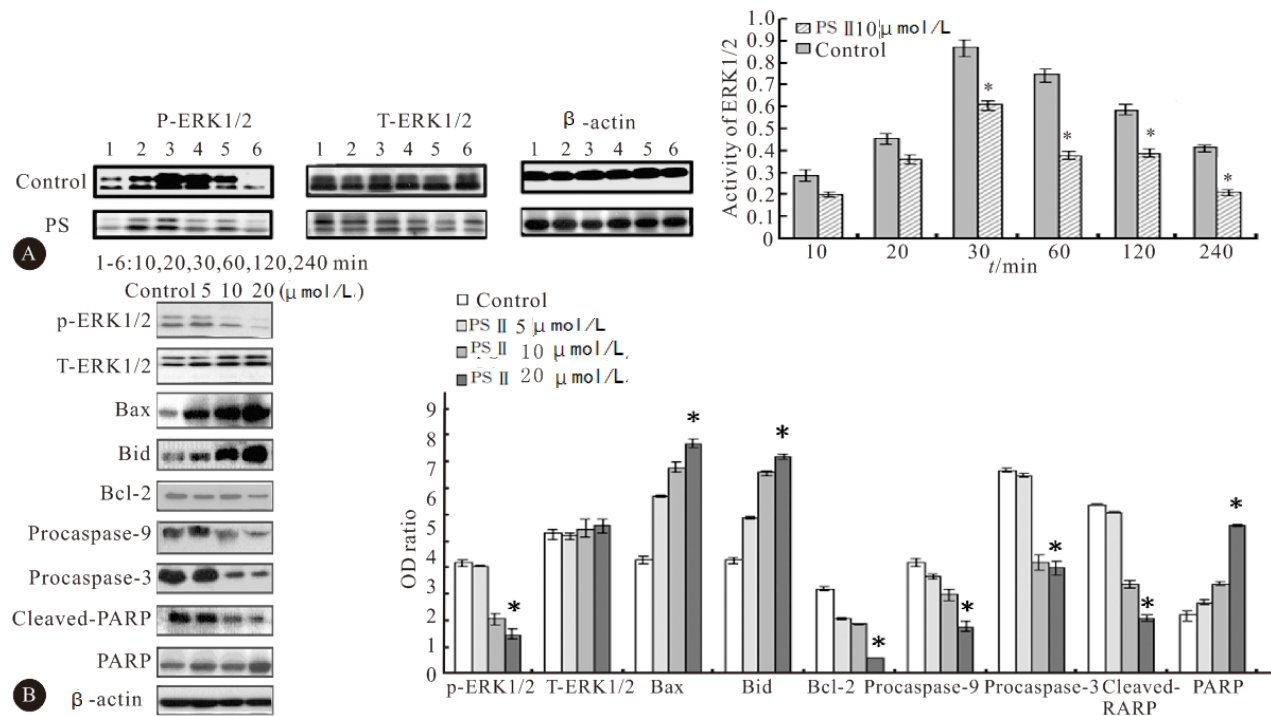 P-ERK1/2
T-ERK1/2
β-actin
1 2 3 4 5 6
1 2 3 4 5 6
1 2 3 4 5 6
Control
PS
A
1-6:10,20,30,60,120,240 min
PS Ⅱ10 μmol/L
Control
Activity of ERK1/2
1.0
0.9
0.8
0.7
0.6
0.5
0.4
0.3
0.2
0.1
0
*
*
*
*
10 20 30 60 120 240
t/min
Control 5 10 20 (μmol/L.)
p-ERK1/2
T-ERK1/2
Bax
Bid
Bcl-2
Procaspase-9
Procaspase-3
Cleaved-PARP
PARP
β-actin
B
Control
PS Ⅱ 5 μmol/L
PS Ⅱ 10 μmol/L
PS Ⅱ 20 μmol/L.
OD ratio
9
8
7
6
5
4
3
2
1
0
*
*
*
*
*
*
*
*
p-ERK1/2 T-ERK1/2 Bax Bid Bcl-2 Procaspase-9 Procaspase-3 Cleaved- PARP
RARP